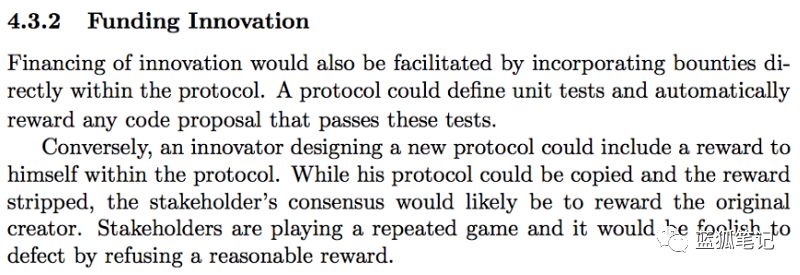 4.3.2 Funding Innovation
Financing of innovation would also be facilitated by incorporating bounties di-
rectly within the protocol. A protocol could define unit tests and automatically
reward any code proposal that passes these tests.
Conversely, an innovator designing a new protocol could include a reward to
himself within the protocol. While his protocol could be copied and the reward
stripped, the stakeholder's consensus would likely be to reward the original
creator. Stakeholders are playing a repeated game and it would be foolish to
defect by refusing a reasonable reward.
蓝狐笔记